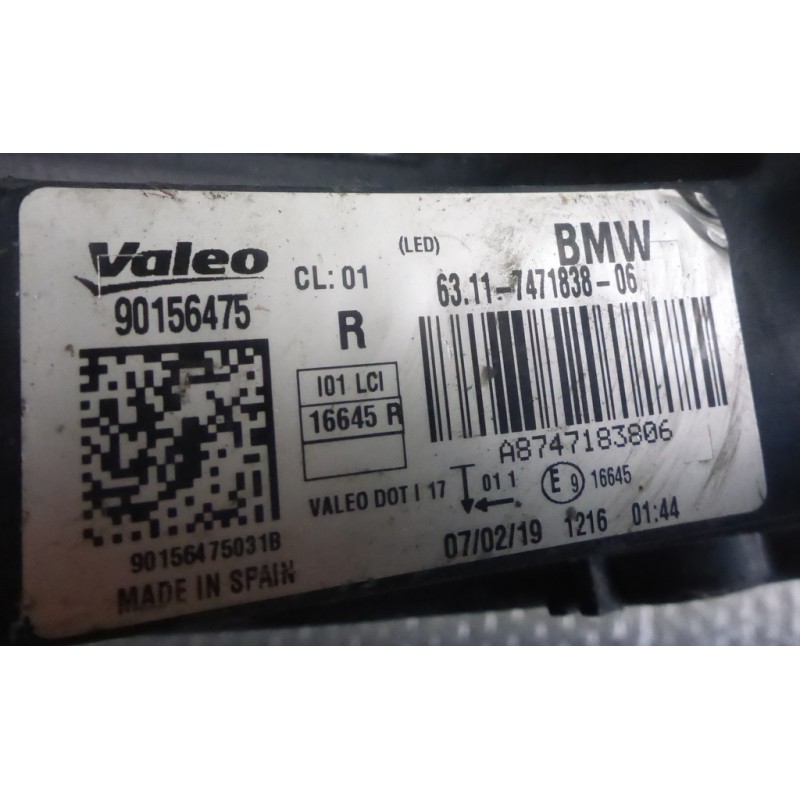 Valeo
90156475
90156475031B
MADE IN SPAIN
CL: 01
R
I01 LCI
16645 R
VALEO DOT I 17
01 1
E 9 16645
(LED)
BMW
63.11-7471838-06
A8747183806
07/02/19 1216 01:44